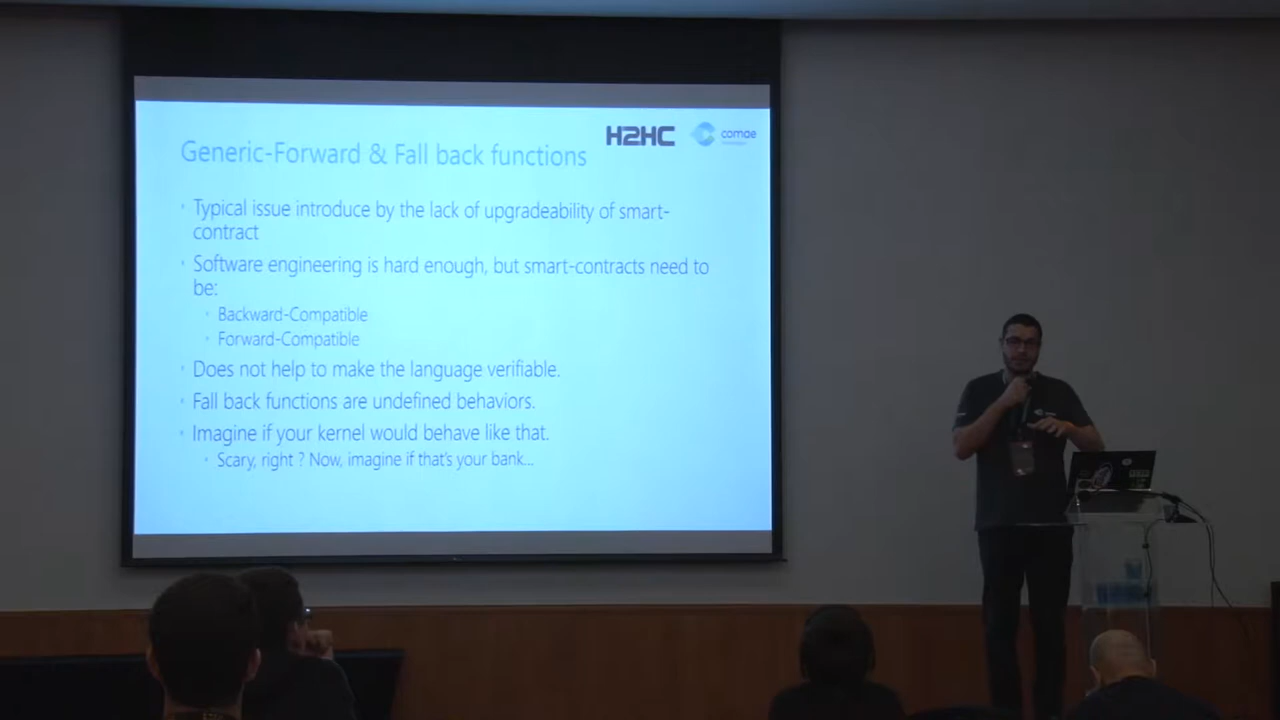 H2HC
comae
Generic-Forward & Fall back functions
Typical issue introduce by the lack of upgradeability of smart-
contract
Software engineering is hard enough, but smart-contracts need to
be:
Backward-Compatible
Forward-Compatible
Does not help to make the language verifiable.
Fall back functions are undefined behaviors.
Imagine if your kernel would behave like that.
Scary, right ? Now, imagine if that's your bank...